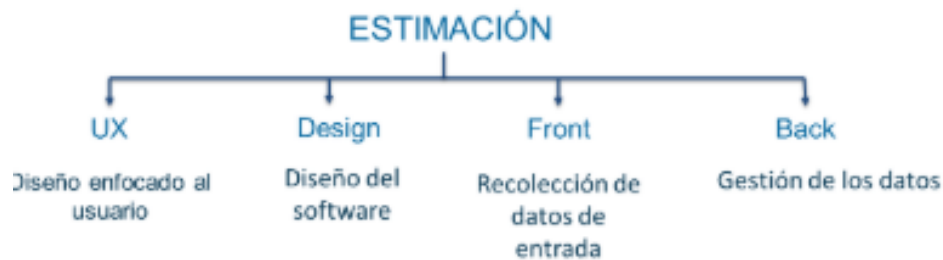 ESTIMACIÓN
UX
Diseño enfocado al
usuario
Design
Diseño del
software
Front
Recolección de
datos de
entrada
Back
Gestión de los datos